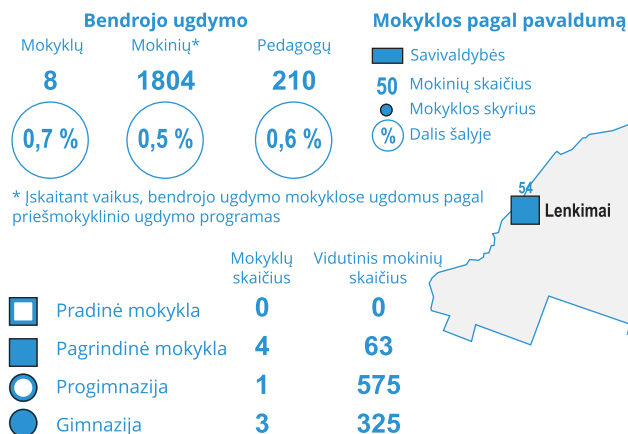 Bendrojo ugdymo
Mokyklų Mokinių* Pedagogų
8 1804 210
0,7 % 0,5 % 0,6 %
* Įskaitant vaikus, bendrojo ugdymo mokyklose ugdomus pagal
priešmokyklinio ugdymo programas
Mokyklos pagal pavaldumą
Savivaldybės
50 Mokinių skaičius
Mokyklos skyrius
% Dalis šalyje
54
Lenkimai
Mokyklų Vidutinis mokinių
skaičius skaičius
Pradinė mokykla 0 0
Pagrindinė mokykla 4 63
Progimnazija 1 575
Gimnazija 3 325